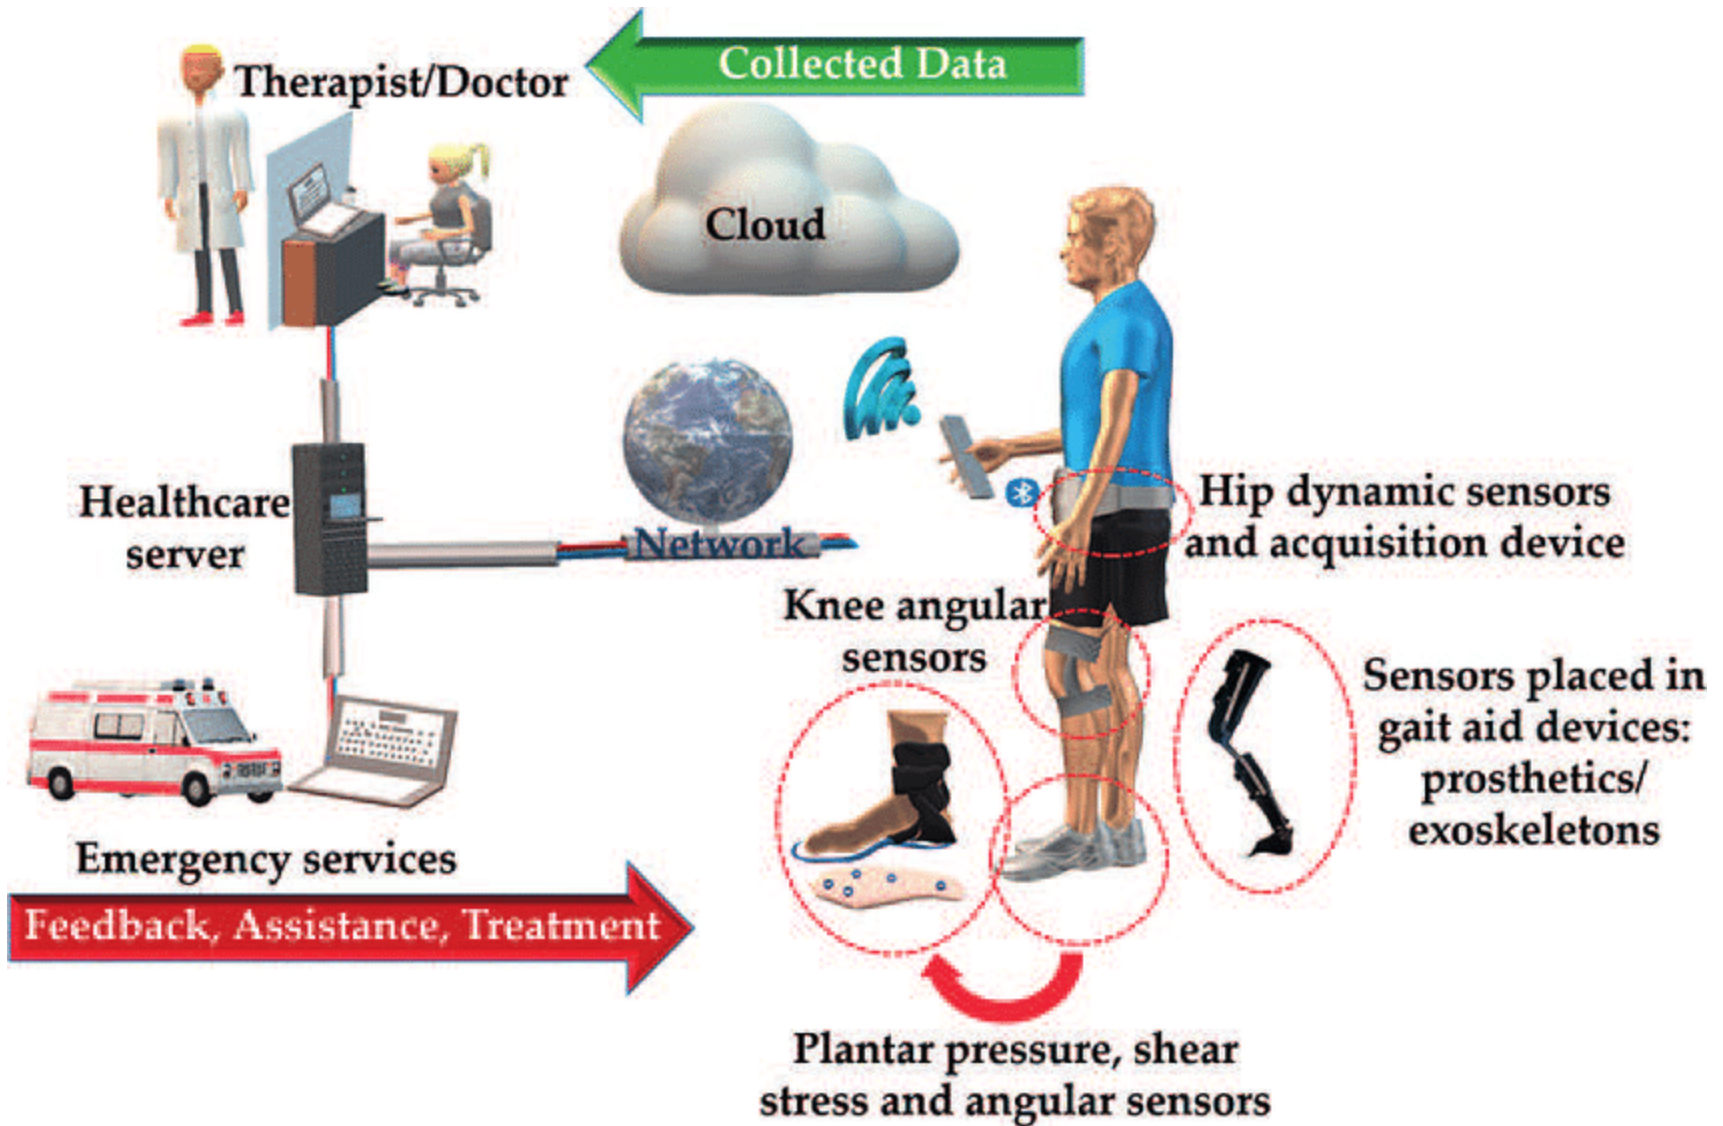 Collected Data
Therapist/Doctor
Cloud
Healthcare
server
Network
Hip dynamic sensors
and acquisition device
Knee angular
sensors
Sensors placed in
gait aid devices:
prosthetics/
exoskeletons
Emergency services
Feedback, Assistance, Treatment
Plantar pressure, shear
stress and angular sensors